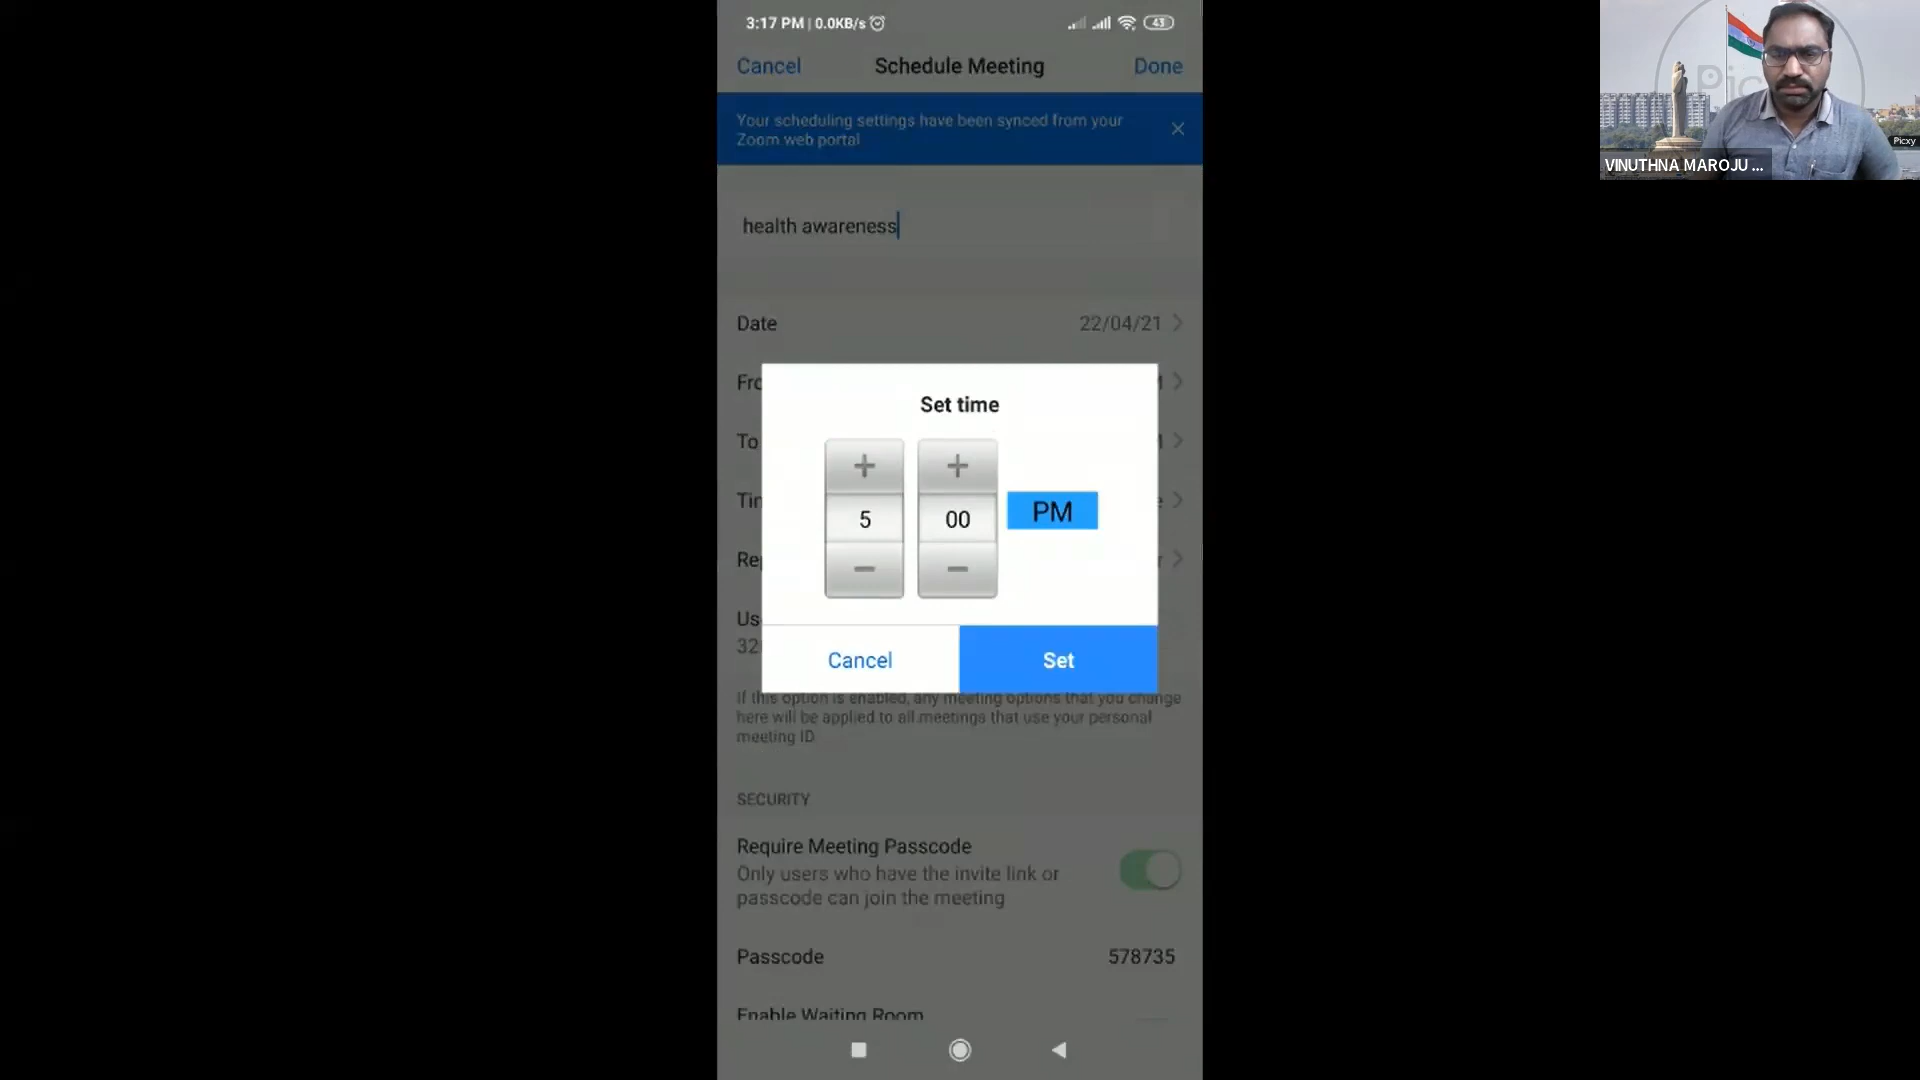 3:17 PM | 0.0KB/s
43
Cancel Schedule Meeting Done
Your scheduling settings have been synced from your
Zoom web portal
health awareness
Date 22/04/21
Set time
To
5 00 PM
32
Cancel Set
If this option is enabled, any meeting options that you change
here will be applied to all meetings that use your personal
meeting ID
SECURITY
Require Meeting Passcode
Only users who have the invite link or
passcode can join the meeting
Passcode 578735
Enable Waiting Room
Picxy
VINUTHNA MAROJU ...